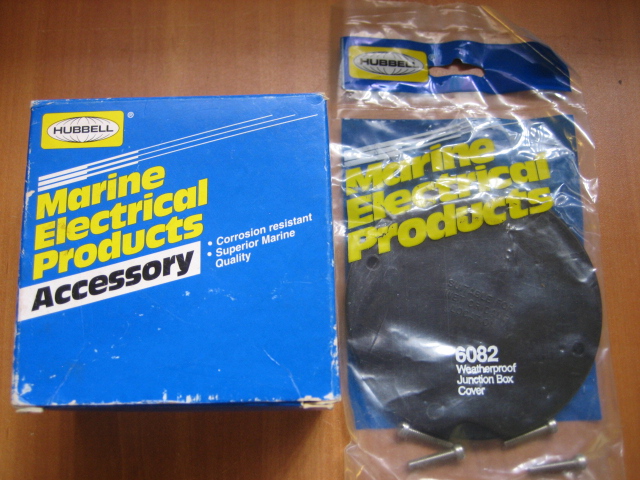 HUBBELL
®
Marine
Electrical
Products
Accessory
• Corrosion resistant
• Superior Marine
Quality
HUBBELL
Marine
Electrical
Products
6082
Weatherproof
Junction Box
Cover